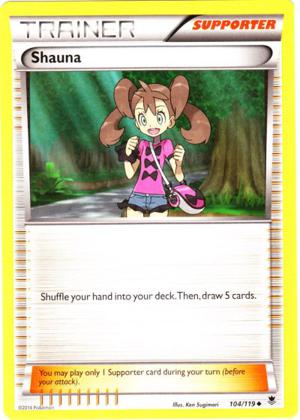 TRAINER SUPPORTER
Shauna
Shuffle your hand into your deck. Then, draw 5 cards.
You may play only 1 Supporter card during your turn (before
your attack).
©2014 Pokémon Illus. Ken Sugimori 104/119